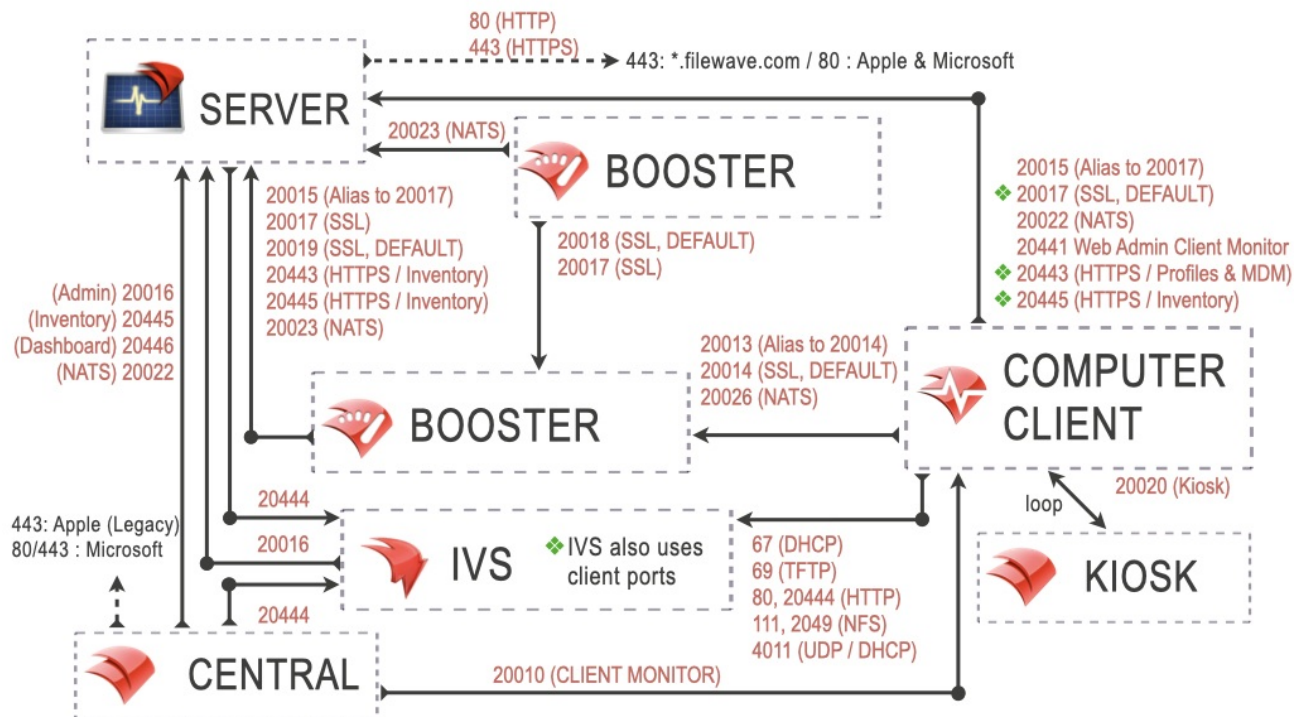 80 (HTTP)
443 (HTTPS)
443: *.filewave.com / 80 : Apple & Microsoft
SERVER
20023 (NATS)
BOOSTER
20015 (Alias to 20017)
20017 (SSL)
20019 (SSL, DEFAULT)
20443 (HTTPS / Inventory)
20445 (HTTPS / Inventory)
20023 (NATS)
20018 (SSL, DEFAULT)
20017 (SSL)
20015 (Alias to 20017)
20017 (SSL, DEFAULT)
20022 (NATS)
20441 Web Admin Client Monitor
20443 (HTTPS / Profiles & MDM)
20445 (HTTPS / Inventory)
(Admin) 20016
(Inventory) 20445
(Dashboard) 20446
(NATS) 20022
20013 (Alias to 20014)
20014 (SSL, DEFAULT)
20026 (NATS)
BOOSTER
COMPUTER
CLIENT
20020 (Kiosk)
loop
443: Apple (Legacy)
80/443 : Microsoft
20444
20016
20444
IVS
IVS also uses
client ports
67 (DHCP)
69 (TFTP)
80, 20444 (HTTP)
111, 2049 (NFS)
4011 (UDP / DHCP)
KIOSK
CENTRAL
20010 (CLIENT MONITOR)